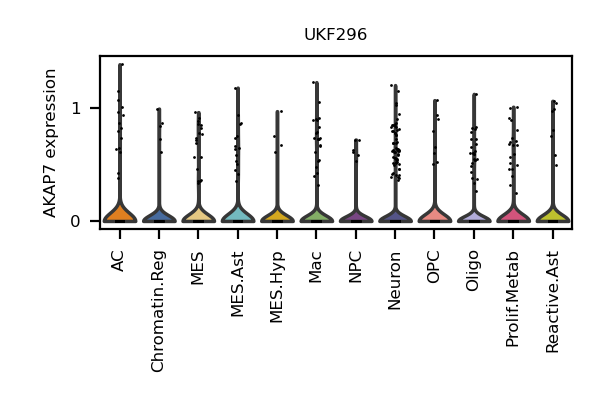 UKF296
AKAP7 expression
1
0
AC
Chromatin.Reg
MES
MES.Ast
MES.Hyp
Mac
NPC
Neuron
OPC
Oligo
Prolif.Metab
Reactive.Ast